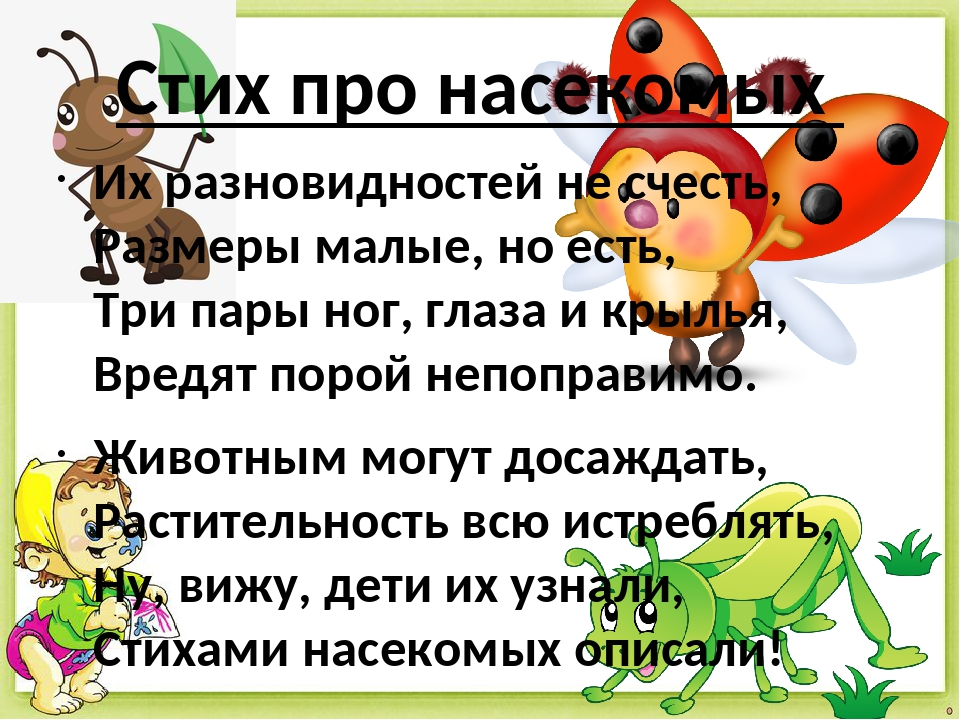 Стих про насекомых
• Их разновидностей не счесть,
Размеры малые, но есть,
Три пары ног, глаза и крылья,
Вредят порой непоправимо.
• Животным могут досаждать,
Растительность всю истреблять,
Ну, вижу, дети их узнали,
Стихами насекомых описали!